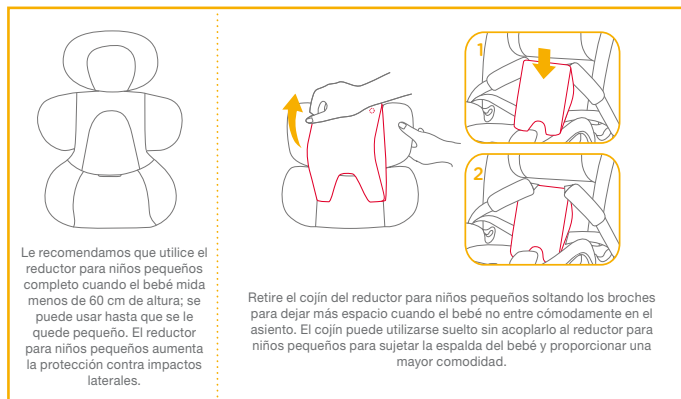 1
2
Le recomendamos que utilice el
reductor para niños pequeños
completo cuando el bebé mida
menos de 60 cm de altura; se
puede usar hasta que se le
quede pequeño. El reductor
para niños pequeños aumenta
la protección contra impactos
laterales.
Retire el cojín del reductor para niños pequeños soltando los broches
para dejar más espacio cuando el bebé no entre cómodamente en el
asiento. El cojín puede utilizarse suelto sin acoplarlo al reductor para
niños pequeños para sujetar la espalda del bebé y proporcionar una
mayor comodidad.